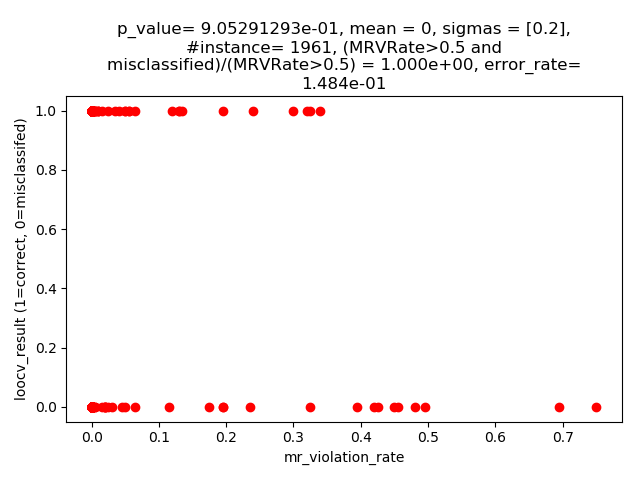 p_value= 9.05291293e-01, mean = 0, sigmas = [0.2],
#instance= 1961, (MRVRate>0.5 and
misclassified)/(MRVRate>0.5) = 1.000e+00, error_rate=
1.484e-01
loocv_result (1=correct, 0=misclassifed)
1.0
0.8
0.6
0.4
0.2
0.0
0.0 0.1 0.2 0.3 0.4 0.5 0.6 0.7
mr_violation_rate